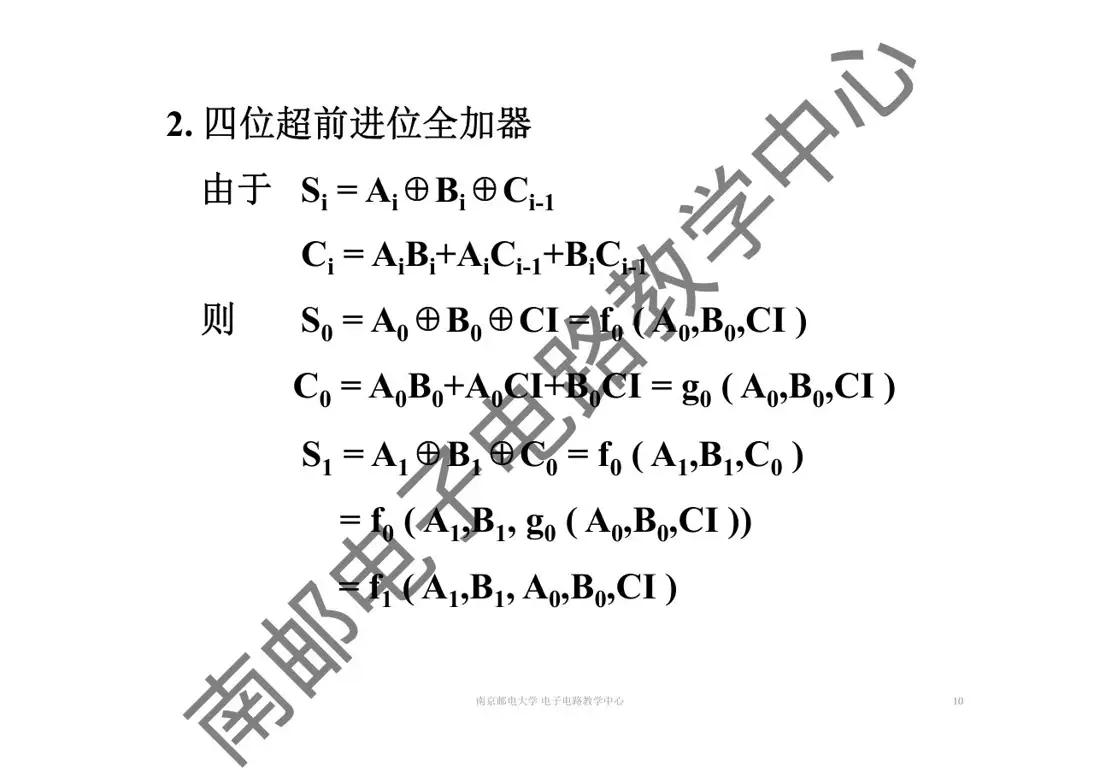 2. 四位超前进位全加器
由于 Sᵢ = Aᵢ⊕Bᵢ⊕Cᵢ₋₁
Cᵢ = AᵢBᵢ+AᵢCᵢ₋₁+BᵢCᵢ₋₁
则 S₀ = A₀⊕B₀⊕CI = f₀ ( A₀,B₀,CI )
C₀ = A₀B₀+A₀CI+B₀CI = g₀ ( A₀,B₀,CI )
S₁ = A₁⊕B₁⊕C₀ = f₀ ( A₁,B₁,C₀ )
= f₀ ( A₁,B₁, g₀ ( A₀,B₀,CI ))
= f₁ ( A₁,B₁, A₀,B₀,CI )
南邮电子电路教学中心
南京邮电大学 电子电路教学中心 10